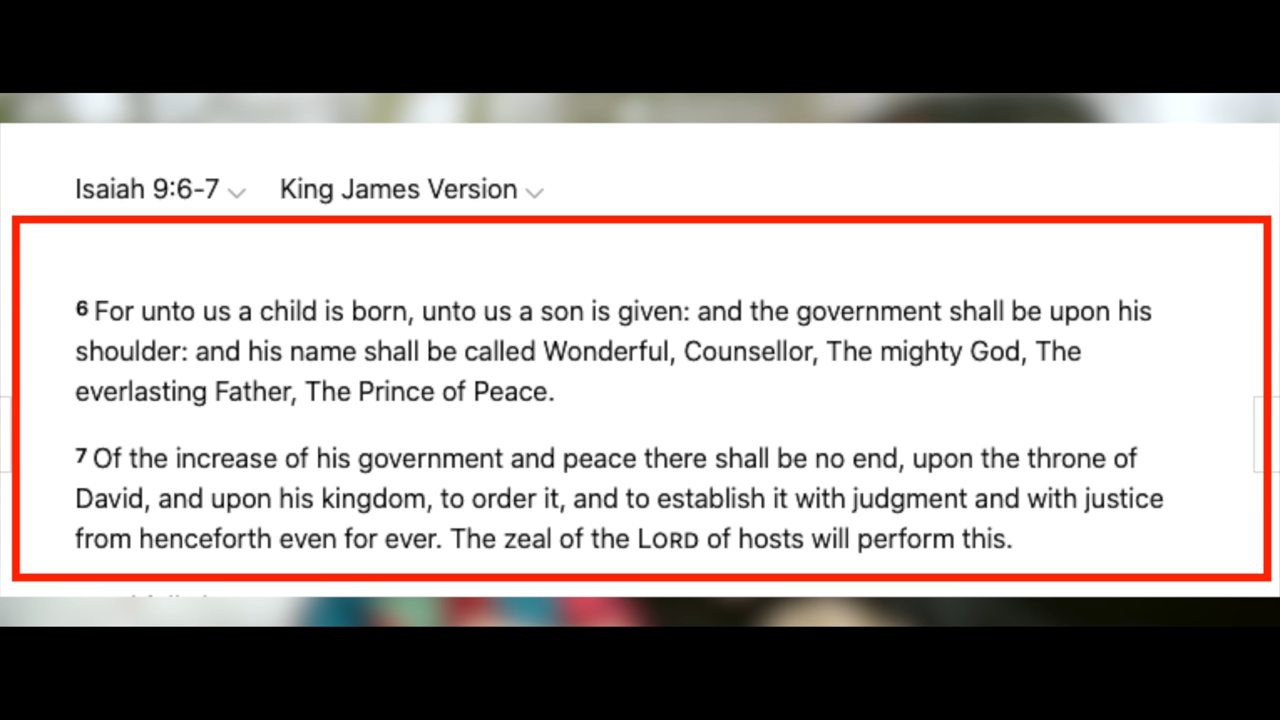 Isaiah 9:6-7 King James Version
6 For unto us a child is born, unto us a son is given: and the government shall be upon his
shoulder: and his name shall be called Wonderful, Counsellor, The mighty God, The
everlasting Father, The Prince of Peace.
7 Of the increase of his government and peace there shall be no end, upon the throne of
David, and upon his kingdom, to order it, and to establish it with judgment and with justice
from henceforth even for ever. The zeal of the LORD of hosts will perform this.